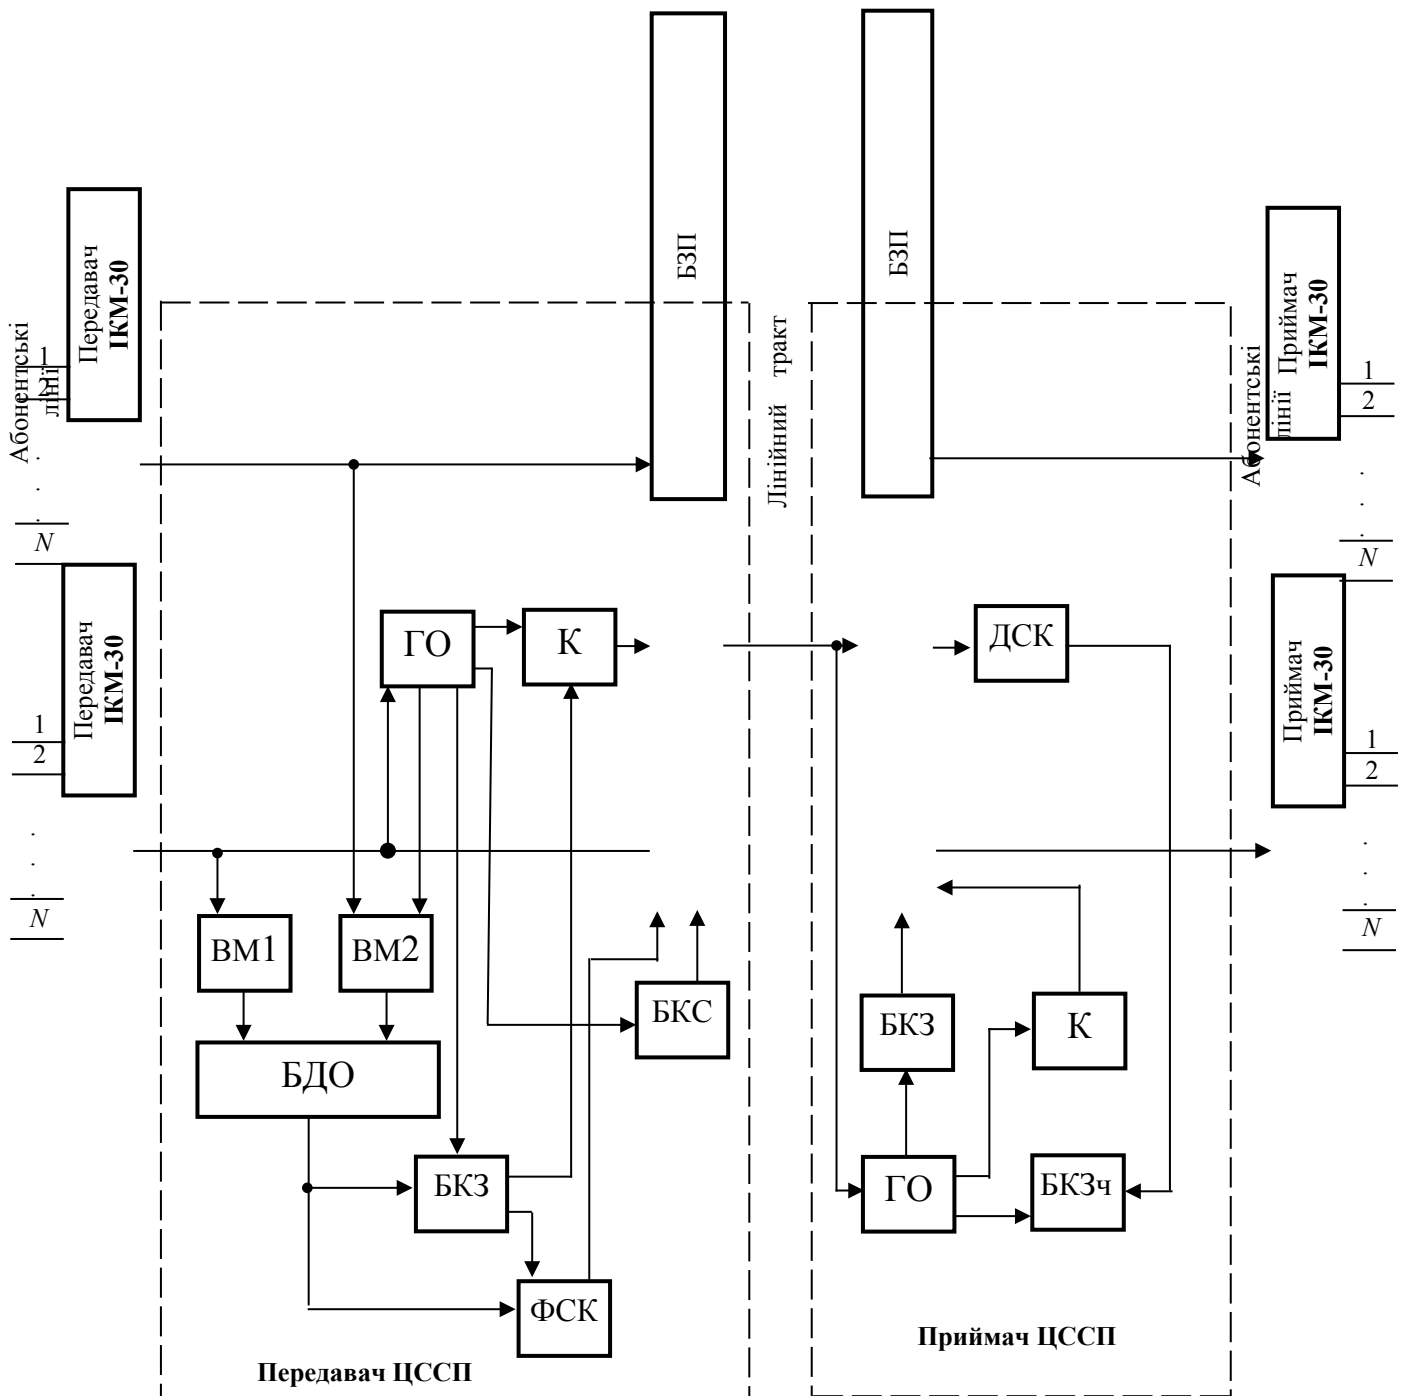 Абонентські
лінії
1
2
.
.
.
N
Передавач
ІКМ-30
БЗП
Лінійний тракт
БЗП
Абонентські
лінії
Приймач
ІКМ-30
1
2
.
.
.
N
1
2
.
.
.
N
Передавач
ІКМ-30
ГО
К
ДСК
Приймач
ІКМ-30
1
2
.
.
.
N
ВМ1
ВМ2
БКС
БКЗ
К
БДО
БКЗ
ГО
БКЗч
ФСК
Передавач ЦССП
Приймач ЦССП